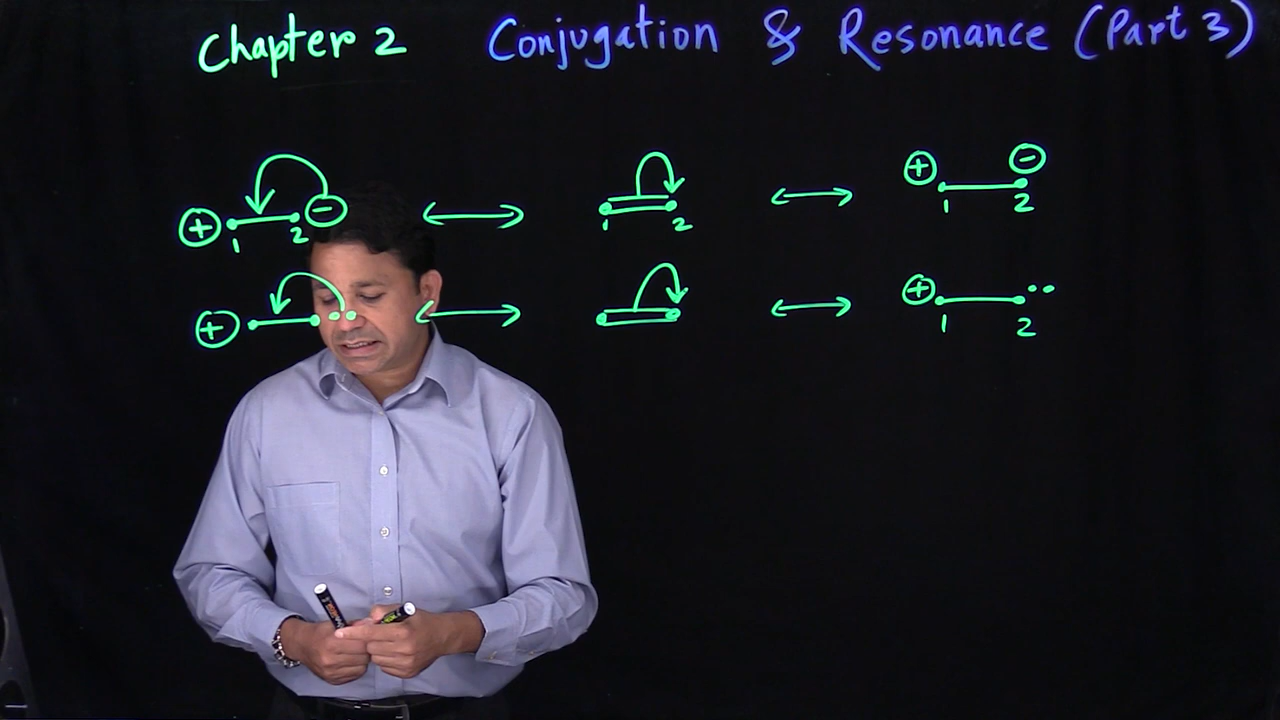 Chapter 2 Conjugation & Resonance (Part 3)
⊕ 1 2 ⊖ ↔ 1 2 ↔ ⊕ 1 2 ⊖
⊕ •• ↔ ↔ ⊕ 1 2 ••